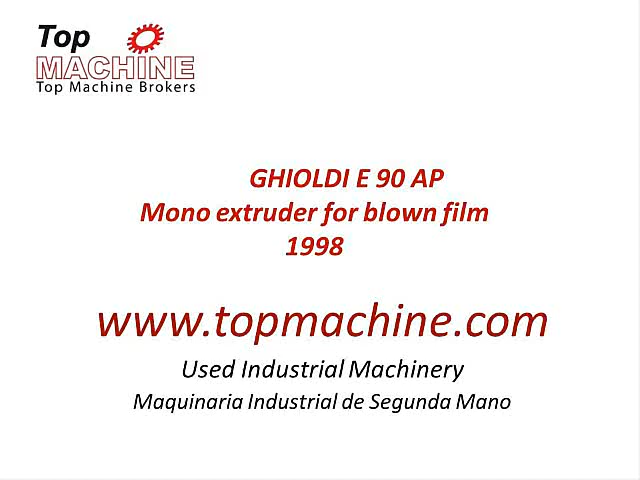 Top
MACHINE
Top Machine Brokers
GHIOLDI E 90 AP
Mono extruder for blown film
1998
www.topmachine.com
Used Industrial Machinery
Maquinaria Industrial de Segunda Mano